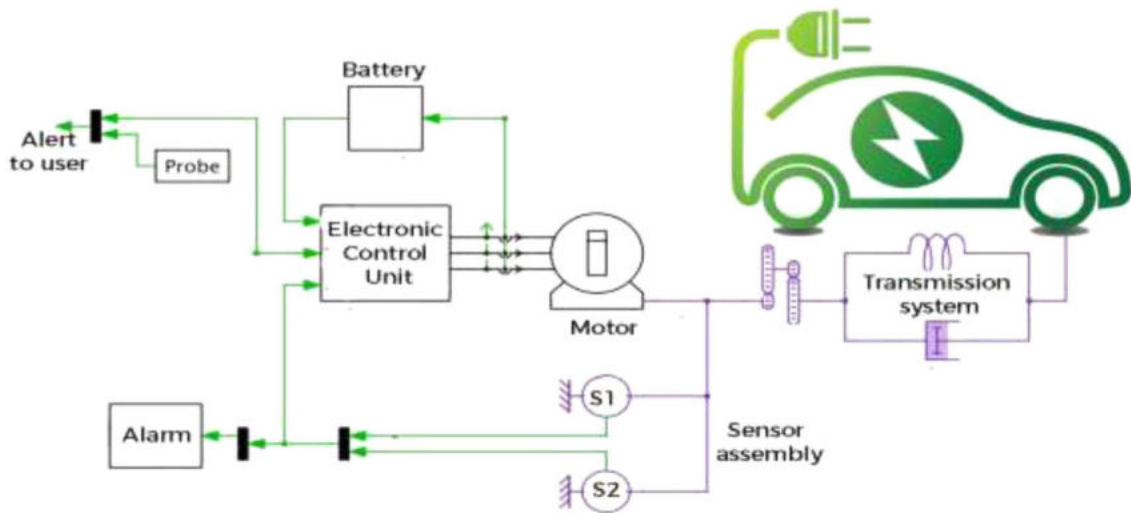 Battery
Alert
to user
Probe
Electronic
Control
Unit
Motor
Transmission
system
Alarm
S1
S2
Sensor
assembly